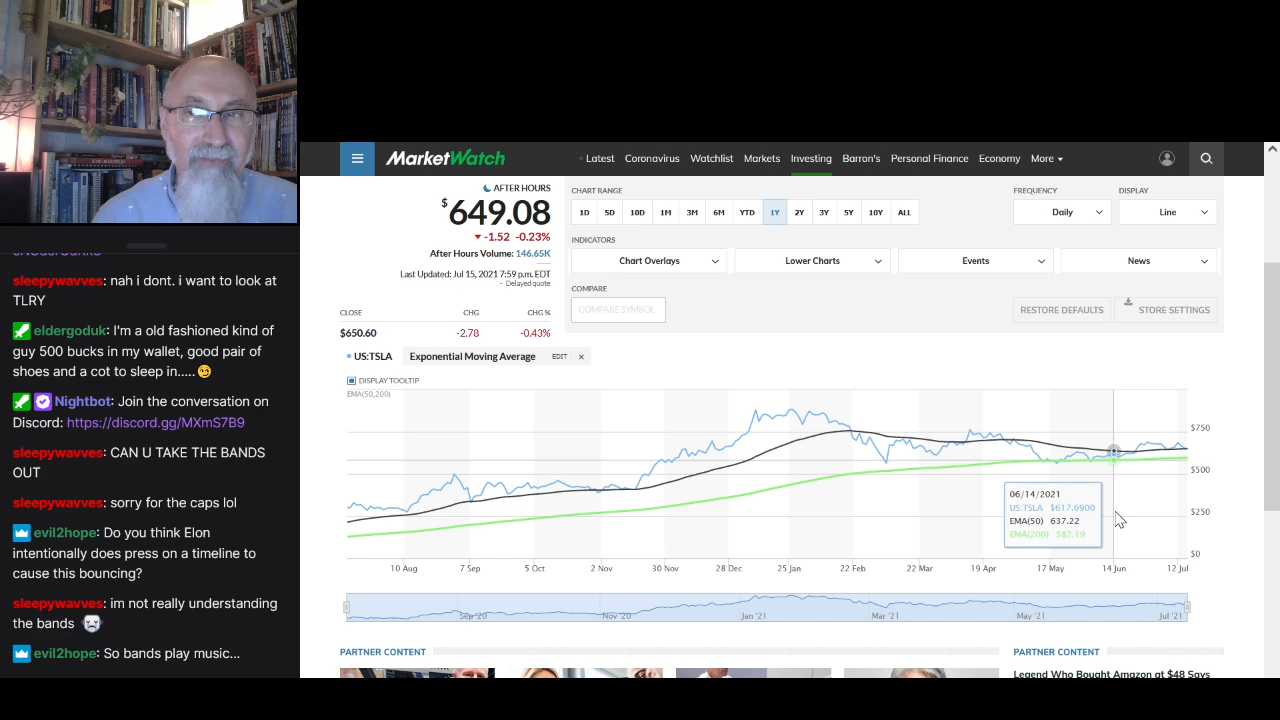 sleepywavves: nah i dont. i want to look at
TLRY
eldergoduk: I'm a old fashioned kind of
guy 500 bucks in my wallet, good pair of
shoes and a cot to sleep in.....😏
Nightbot: Join the conversation on
Discord: https://discord.gg/MXmS7B9
sleepywavves: CAN U TAKE THE BANDS
OUT
sleepywavves: sorry for the caps lol
evil2hope: Do you think Elon
intentionally does press on a timeline to
cause this bouncing?
sleepywavves: im not really understanding
the bands
evil2hope: So bands play music...
MarketWatch
Latest Coronavirus Watchlist Markets Investing Barron's Personal Finance Economy More
AFTER HOURS
$649.08
-1.52 -0.23%
After Hours Volume: 146.65K
Last Updated: Jul 15, 2021 7:59 p.m. EDT
Delayed quote
CLOSE CHG CHG %
$650.60 -2.78 -0.43%
CHART RANGE
1D 5D 10D 1M 3M 6M YTD 1Y 2Y 3Y 5Y 10Y ALL
FREQUENCY DISPLAY
Daily Line
INDICATORS
Chart Overlays Lower Charts Events News
COMPARE
COMPARE SYMBOL RESTORE DEFAULTS STORE SETTINGS
US:TSLA Exponential Moving Average EDIT ×
DISPLAY TOOLTIP
EMA(50,200)
$750
$500
$250
$0
06/14/2021
US:TSLA $617.6900
EMA(50) 637.22
EMA(200) 582.19
10 Aug 7 Sep 5 Oct 2 Nov 30 Nov 28 Dec 25 Jan 22 Feb 22 Mar 19 Apr 17 May 14 Jun 12 Jul
Sep '20 Nov '20 Jan '21 Mar '21 May '21 Jul '21
PARTNER CONTENT PARTNER CONTENT
Legend Who Bought Amazon at $48 Says